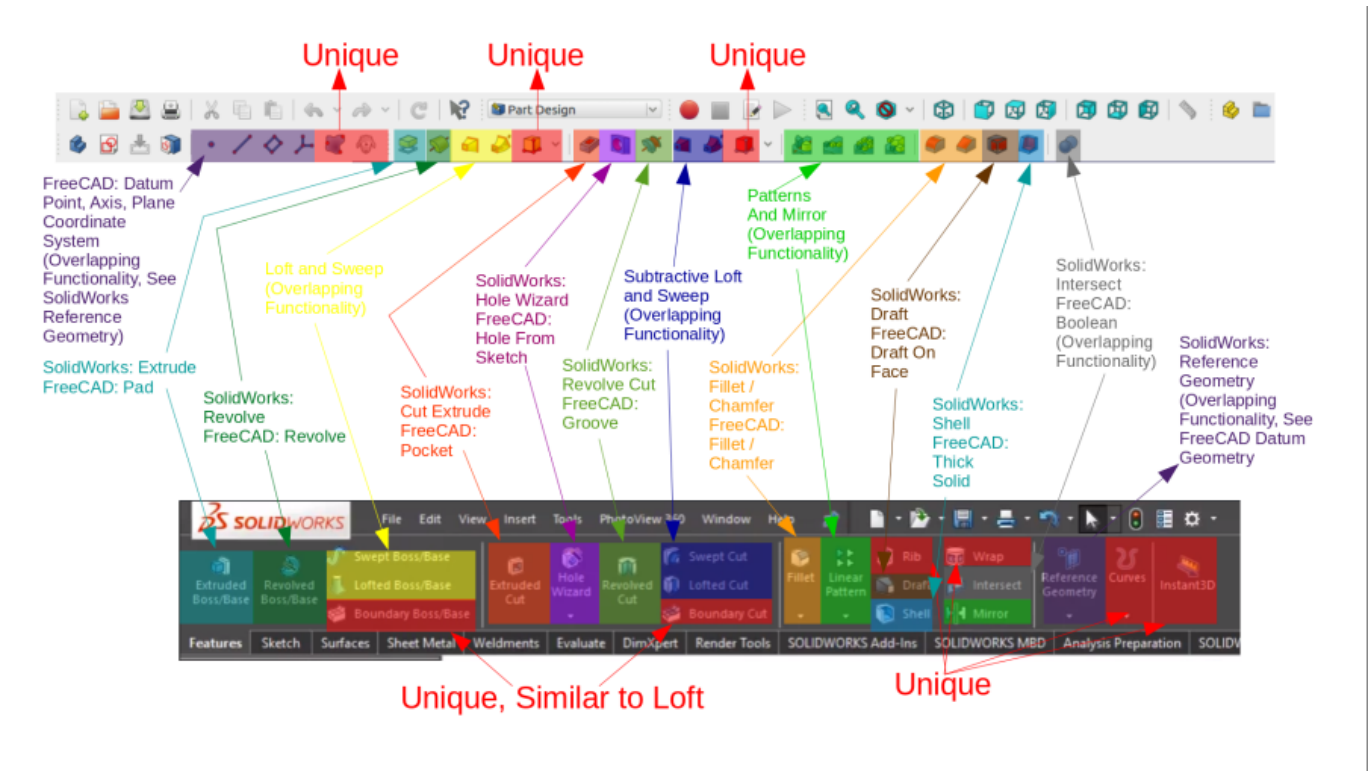 Unique
Unique
Unique
Part Design
FreeCAD: Datum
Point, Axis, Plane
Coordinate
System
(Overlapping
Functionality, See
SolidWorks
Reference
Geometry)
SolidWorks: Extrude
FreeCAD: Pad
SolidWorks:
Revolve
FreeCAD: Revolve
Loft and Sweep
(Overlapping
Functionality)
SolidWorks:
Cut Extrude
FreeCAD:
Pocket
SolidWorks:
Hole Wizard
FreeCAD:
Hole From
Sketch
SolidWorks:
Revolve Cut
FreeCAD:
Groove
Subtractive Loft
and Sweep
(Overlapping
Functionality)
SolidWorks:
Fillet /
Chamfer
FreeCAD:
Fillet /
Chamfer
Patterns
And Mirror
(Overlapping
Functionality)
SolidWorks:
Draft
FreeCAD:
Draft On
Face
SolidWorks:
Shell
FreeCAD:
Thick
Solid
SolidWorks:
Intersect
FreeCAD:
Boolean
(Overlapping
Functionality)
SolidWorks:
Reference
Geometry
(Overlapping
Functionality, See
FreeCAD Datum
Geometry
SOLIDWORKS File Edit View Insert Tools PhotoView 360 Window Help
Extruded
Boss/Base
Revolved
Boss/Base
Swept Boss/Base
Lofted Boss/Base
Boundary Boss/Base
Extruded
Cut
Hole
Wizard
Revolved
Cut
Swept Cut
Lofted Cut
Boundary Cut
Fillet
Linear
Pattern
Rib
Draft
Shell
Wrap
Intersect
Mirror
Reference
Geometry
Curves
Instant3D
Features Sketch Surfaces Sheet Metal Weldments Evaluate DimXpert Render Tools SOLIDWORKS Add-Ins SOLIDWORKS MBD Analysis Preparation SOLIDW
Unique, Similar to Loft
Unique